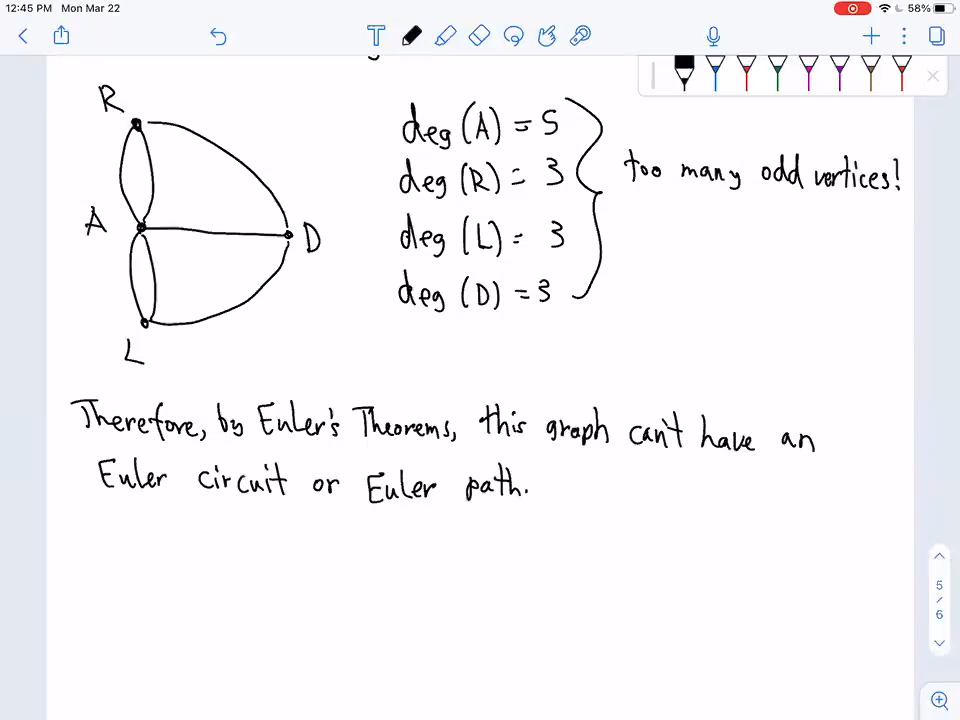 12:45 PM Mon Mar 22
58%
T
R
A
D
L
deg (A) = 5
deg (R) = 3
deg (L) = 3
deg (D) = 3
too many odd vertices!
Therefore, by Euler's Theorems, this graph can't have an
Euler circuit or Euler path.
5
/
6